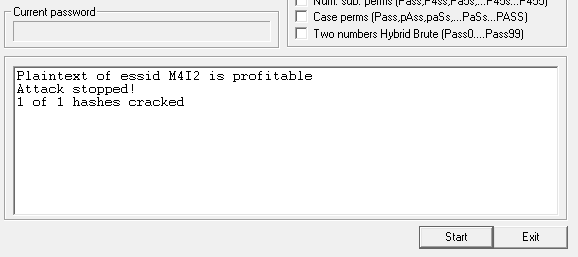 Current password
Num. sub. perms (Pass,P4ss,Pa5s,...P45s...P455)
Case perms (Pass,pAss,paSs,...PaSs...PASS)
Two numbers Hybrid Brute (Pass0....Pass99)
Plaintext of essid M4I2 is profitable
Attack stopped!
1 of 1 hashes cracked
Start
Exit